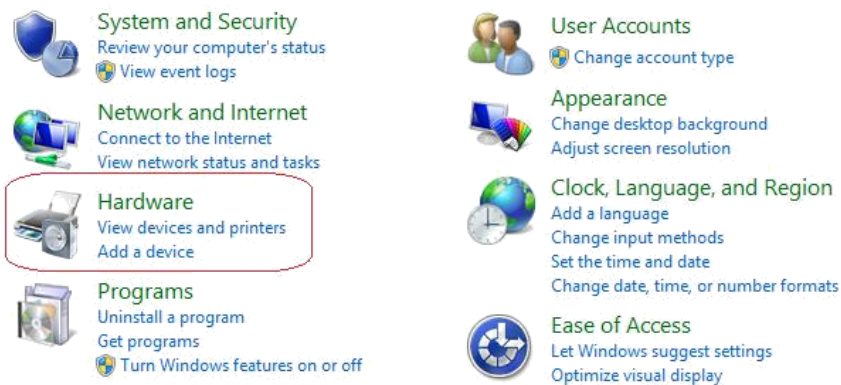 System and Security
Review your computer's status
View event logs
Network and Internet
Connect to the Internet
View network status and tasks
Hardware
View devices and printers
Add a device
Programs
Uninstall a program
Get programs
Turn Windows features on or off
User Accounts
Change account type
Appearance
Change desktop background
Adjust screen resolution
Clock, Language, and Region
Add a language
Change input methods
Set the time and date
Change date, time, or number formats
Ease of Access
Let Windows suggest settings
Optimize visual display